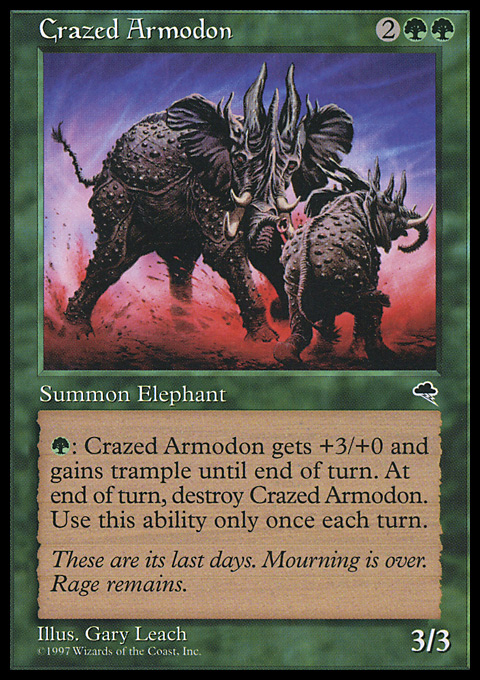 Crazed Armodon 2
Summon Elephant
: Crazed Armodon gets +3/+0 and
gains trample until end of turn. At
end of turn, destroy Crazed Armodon.
Use this ability only once each turn.
These are its last days. Mourning is over.
Rage remains.
Illus. Gary Leach
©1997 Wizards of the Coast, Inc.
3/3